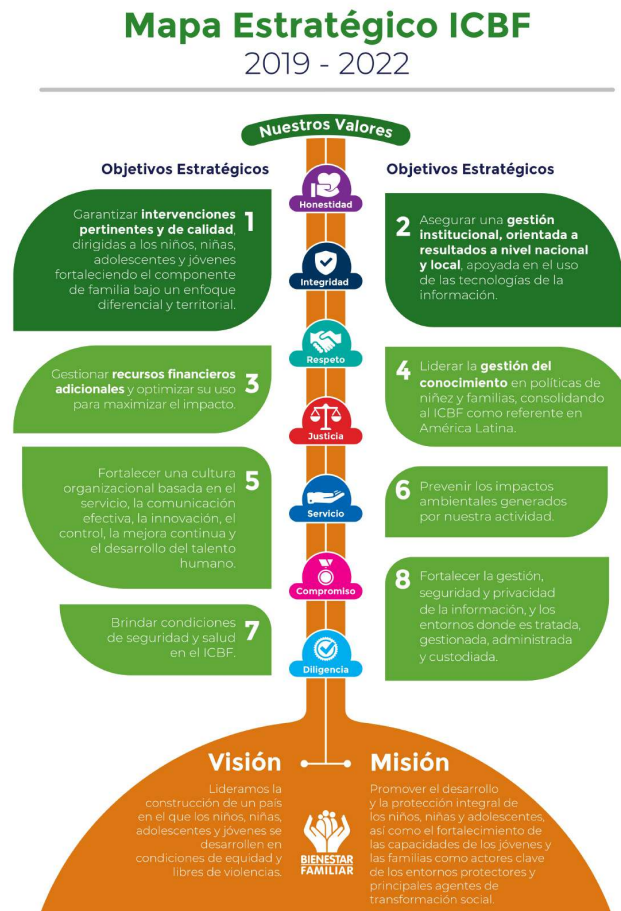 Mapa Estratégico ICBF
2019 - 2022
Nuestros Valores
Objetivos Estratégicos
Objetivos Estratégicos
Honestidad
Integridad
Respeto
Justicia
Servicio
Compromiso
Diligencia
1
Garantizar intervenciones
pertinentes y de calidad,
dirigidas a los niños, niñas,
adolescentes y jóvenes
fortaleciendo el componente
de familia bajo un enfoque
diferencial y territorial.
2
Asegurar una gestión
institucional, orientada a
resultados a nivel nacional
y local, apoyada en el uso
de las tecnologías de la
información.
3
Gestionar recursos financieros
adicionales y optimizar su uso
para maximizar el impacto.
4
Liderar la gestión del
conocimiento en políticas de
niñez y familias, consolidando
al ICBF como referente en
América Latina.
5
Fortalecer una cultura
organizacional basada en el
servicio, la comunicación
efectiva, la innovación, el
control, la mejora continua y
el desarrollo del talento
humano.
6
Prevenir los impactos
ambientales generados
por nuestra actividad.
7
Brindar condiciones
de seguridad y salud
en el ICBF.
8
Fortalecer la gestión,
seguridad y privacidad
de la información, y los
entornos donde es tratada,
gestionada, administrada
y custodiada.
Visión
Lideramos la
construcción de un país
en el que los niños, niñas,
adolescentes y jóvenes se
desarrollen en
condiciones de equidad y
libres de violencias.
BIENESTAR
FAMILIAR
Misión
Promover el desarrollo
y la protección integral de
los niños, niñas y adolescentes,
así como el fortalecimiento de
las capacidades de los jóvenes y
las familias como actores clave
de los entornos protectores y
principales agentes de
transformación social.